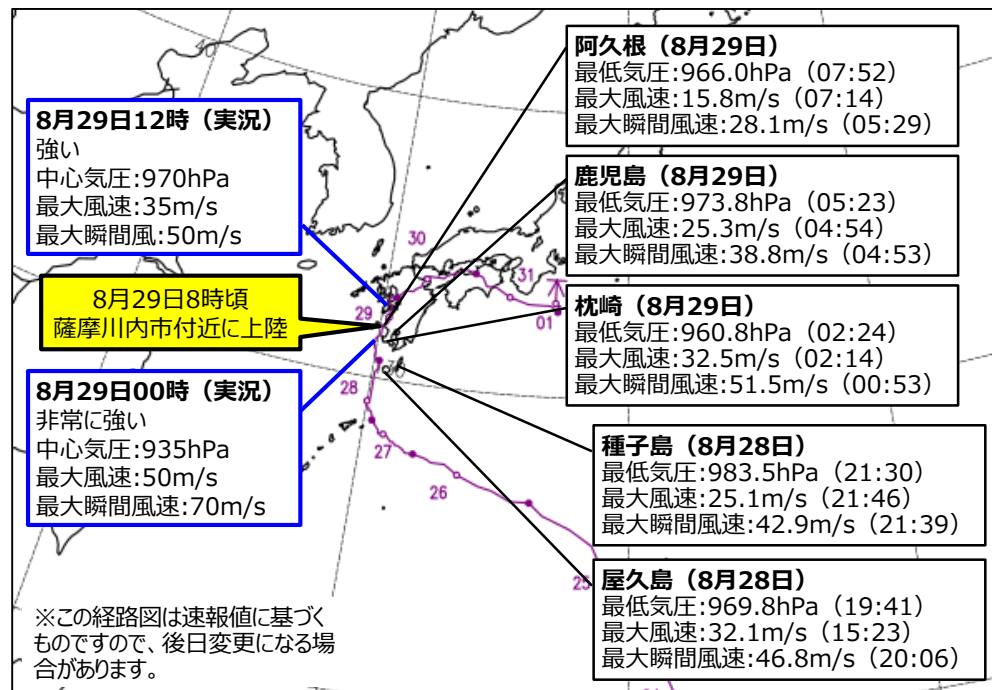 阿久根（8月29日）
最低気圧:966.0hPa（07:52）
最大風速:15.8m/s（07:14）
最大瞬間風速:28.1m/s（05:29）
8月29日12時（実況）
強い
中心気圧:970hPa
最大風速:35m/s
最大瞬間風:50m/s
鹿児島（8月29日）
最低気圧:973.8hPa（05:23）
最大風速:25.3m/s（04:54）
最大瞬間風速:38.8m/s（04:53）
8月29日8時頃
薩摩川内市付近に上陸
枕崎（8月29日）
最低気圧:960.8hPa（02:24）
最大風速:32.5m/s（02:14）
最大瞬間風速:51.5m/s（00:53）
8月29日00時（実況）
非常に強い
中心気圧:935hPa
最大風速:50m/s
最大瞬間風速:70m/s
種子島（8月28日）
最低気圧:983.5hPa（21:30）
最大風速:25.1m/s（21:46）
最大瞬間風速:42.9m/s（21:39）
屋久島（8月28日）
最低気圧:969.8hPa（19:41）
最大風速:32.1m/s（15:23）
最大瞬間風速:46.8m/s（20:06）
30
31
29
01
28
27
26
25
※この経路図は速報値に基づく
ものですので、後日変更になる場
合があります。